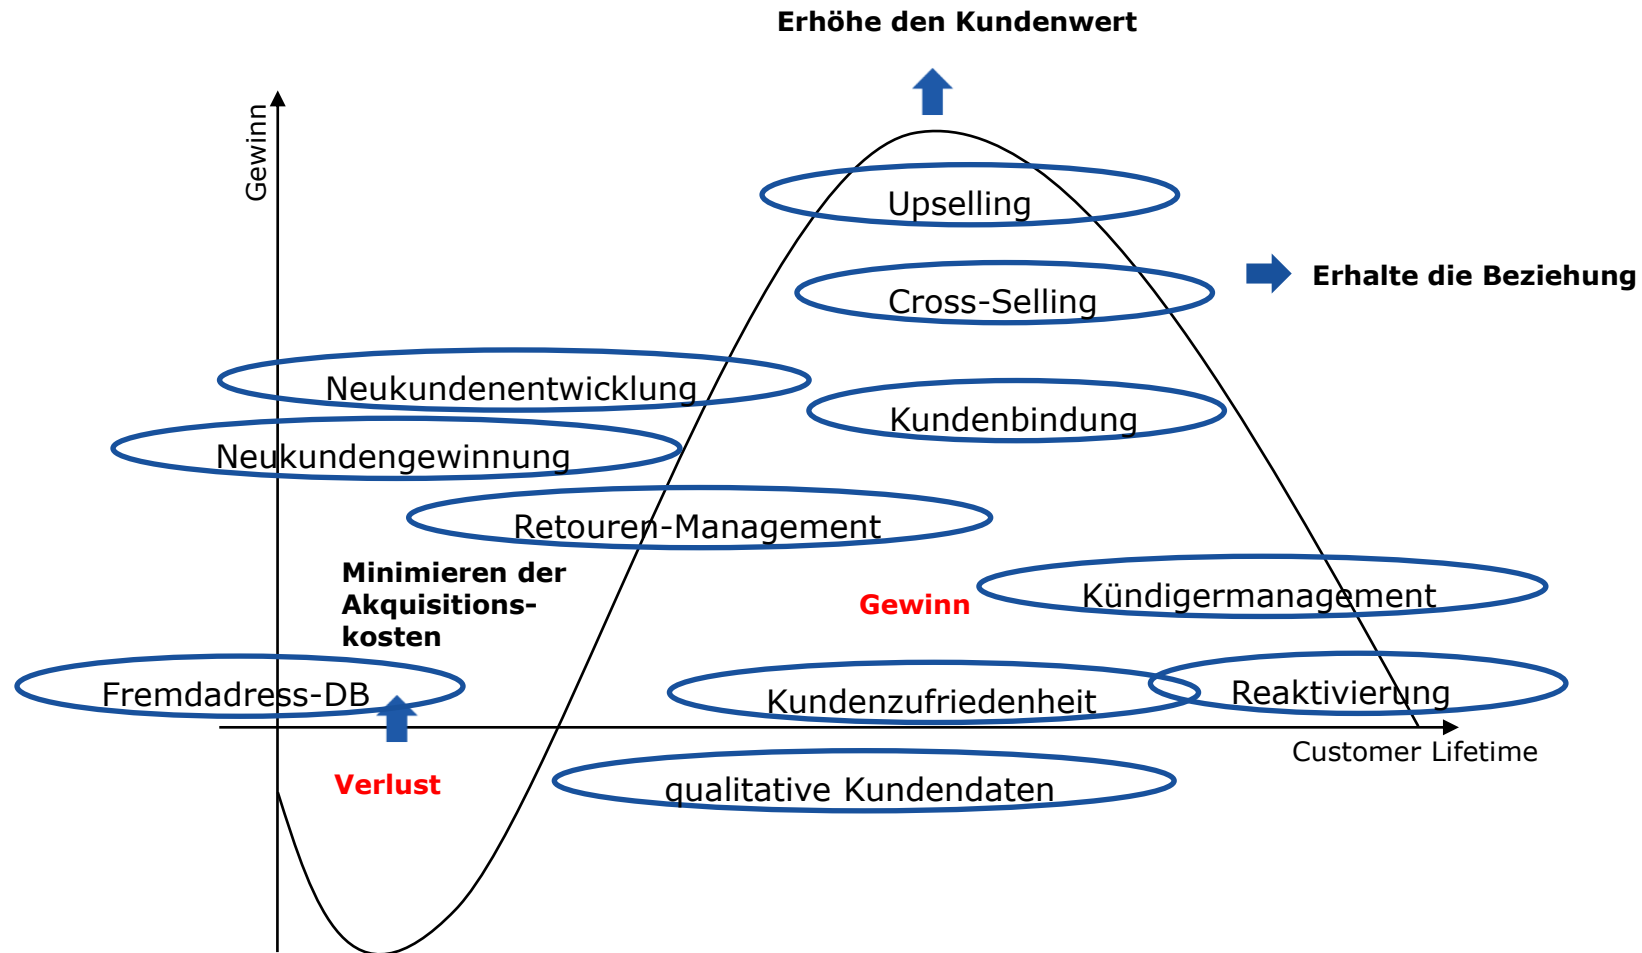 Erhöhe den Kundenwert
Gewinn
Upselling
Erhalte die Beziehung
Cross-Selling
Neukundenentwicklung
Kundenbindung
Neukundengewinnung
Retouren-Management
Minimieren der
Akquisitions-
kosten
Gewinn
Kündigermanagement
Fremdadress-DB
Kundenzufriedenheit
Reaktivierung
Customer Lifetime
Verlust
qualitative Kundendaten